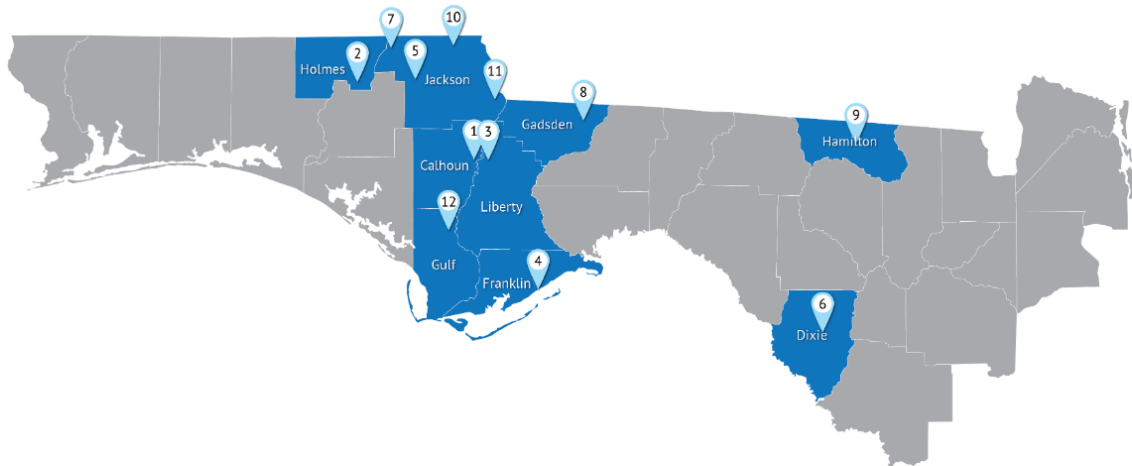 10
7
5
2
Holmes
Jackson
11
8
Gadsden
9
Hamilton
1
3
Calhoun
12
Liberty
4
Gulf
Franklin
6
Dixie